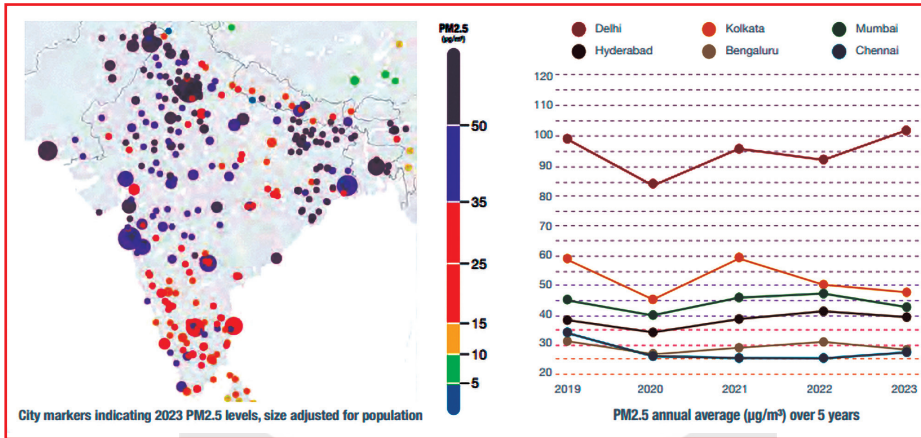 PM2.5
(µg/m³)
50
35
25
15
10
5
City markers indicating 2023 PM2.5 levels, size adjusted for population
Delhi
Kolkata
Mumbai
Hyderabad
Bengaluru
Chennai
120
110
100
90
80
70
60
50
40
30
20
2019
2020
2021
2022
2023
PM2.5 annual average (µg/m³) over 5 years